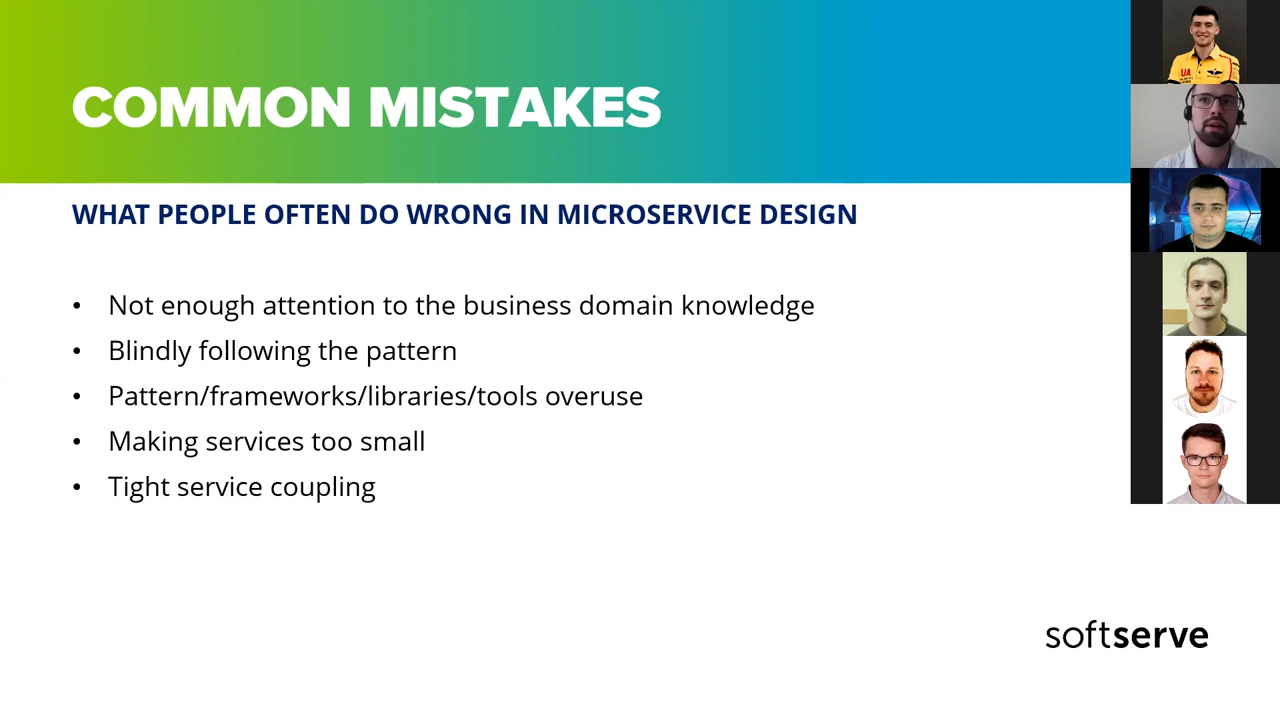 COMMON MISTAKES
WHAT PEOPLE OFTEN DO WRONG IN MICROSERVICE DESIGN
• Not enough attention to the business domain knowledge
• Blindly following the pattern
• Pattern/frameworks/libraries/tools overuse
• Making services too small
• Tight service coupling
softserve
UA